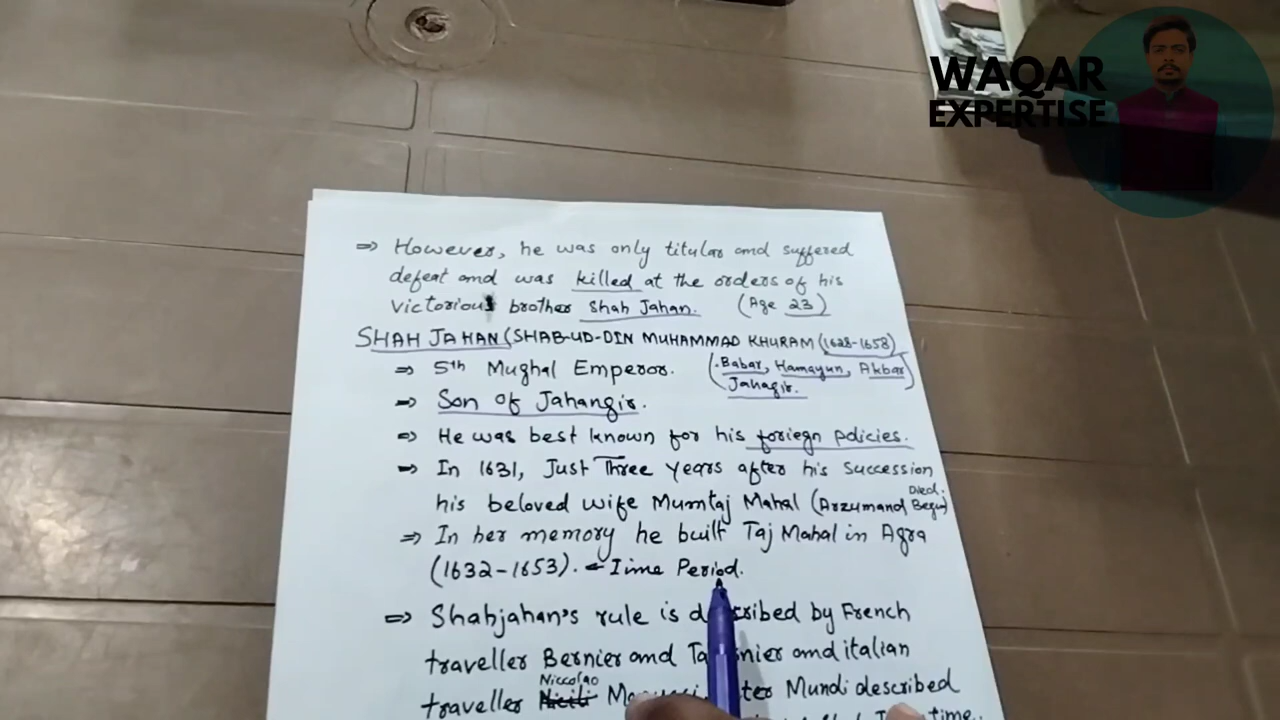 WAQAR
EXPERTISE
⇒ However, he was only titular and suffered
defeat and was killed at the orders of his
victorious brother Shah Jahan. (Age 23)
SHAH JAHAN (SHAB-UD-DIN MUHAMMAD KHURAM (1628-1658)
⇒ 5th Mughal Emperor. (.Babar, Hamayun, Akbar
Jahagir.)
⇒ Son of Jahangir.
⇒ He was best known for his foriegn policies.
⇒ In 1631, Just Three years after his succession
his beloved wife Mumtaj Mahal (Arzumand Begu) Died.
⇒ In her memory he built Taj Mahal in Agra
(1632-1653). ← Time Period.
⇒ Shahjahan's rule is described by French
traveller Bernier and and italian
traveller Niccolao Mundi described
time.